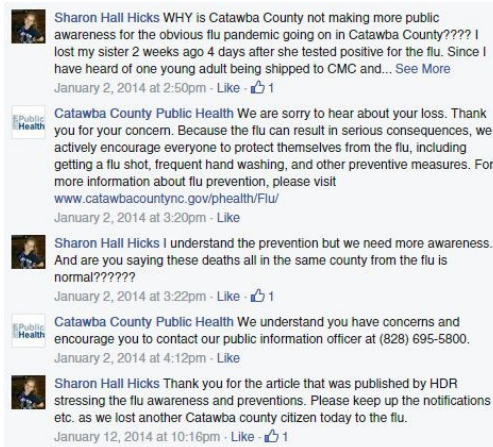 Sharon Hall Hicks WHY is Catawba County not making more public
awareness for the obvious flu pandemic going on in Catawba County???? I
lost my sister 2 weeks ago 4 days after she tested positive for the flu. Since I
have heard of one young adult being shipped to CMC and... See More
January 2, 2014 at 2:50pm · Like · 1
Public
Health
Catawba County Public Health We are sorry to hear about your loss. Thank
you for your concern. Because the flu can result in serious consequences, we
actively encourage everyone to protect themselves from the flu, including
getting a flu shot, frequent hand washing, and other preventive measures. For
more information about flu prevention, please visit
www.catawbacountync.gov/phealth/Flu/
January 2, 2014 at 3:20pm · Like
Sharon Hall Hicks I understand the prevention but we need more awareness.
And are you saying these deaths all in the same county from the flu is
normal??????
January 2, 2014 at 3:22pm · Like · 1
Public
Health
Catawba County Public Health We understand you have concerns and
encourage you to contact our public information officer at (828) 695-5800.
January 2, 2014 at 4:12pm · Like
Sharon Hall Hicks Thank you for the article that was published by HDR
stressing the flu awareness and preventions. Please keep up the notifications
etc. as we lost another Catawba county citizen today to the flu.
January 12, 2014 at 10:16pm · Like · 1